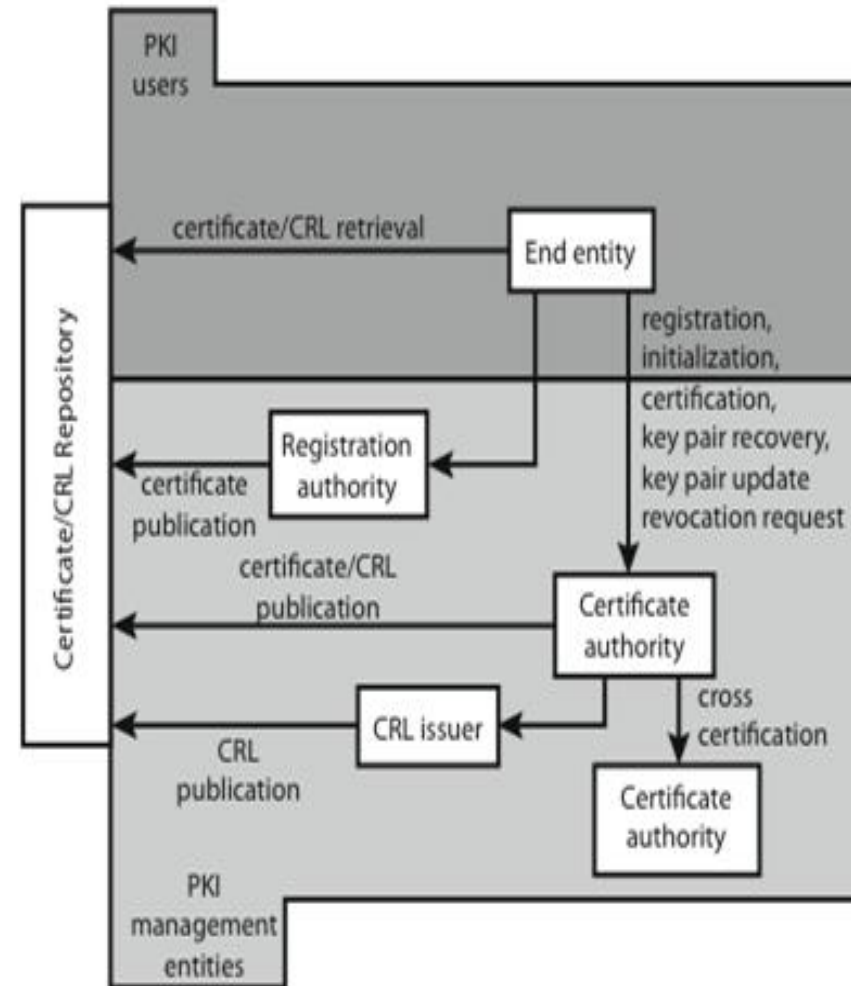 PKI
users
certificate/CRL retrieval
End entity
registration,
initialization,
certification,
key pair recovery,
key pair update
revocation request
Certificate/CRL Repository
Registration
authority
certificate
publication
certificate/CRL
publication
Certificate
authority
CRL issuer
cross
certification
CRL
publication
Certificate
authority
PKI
management
entities